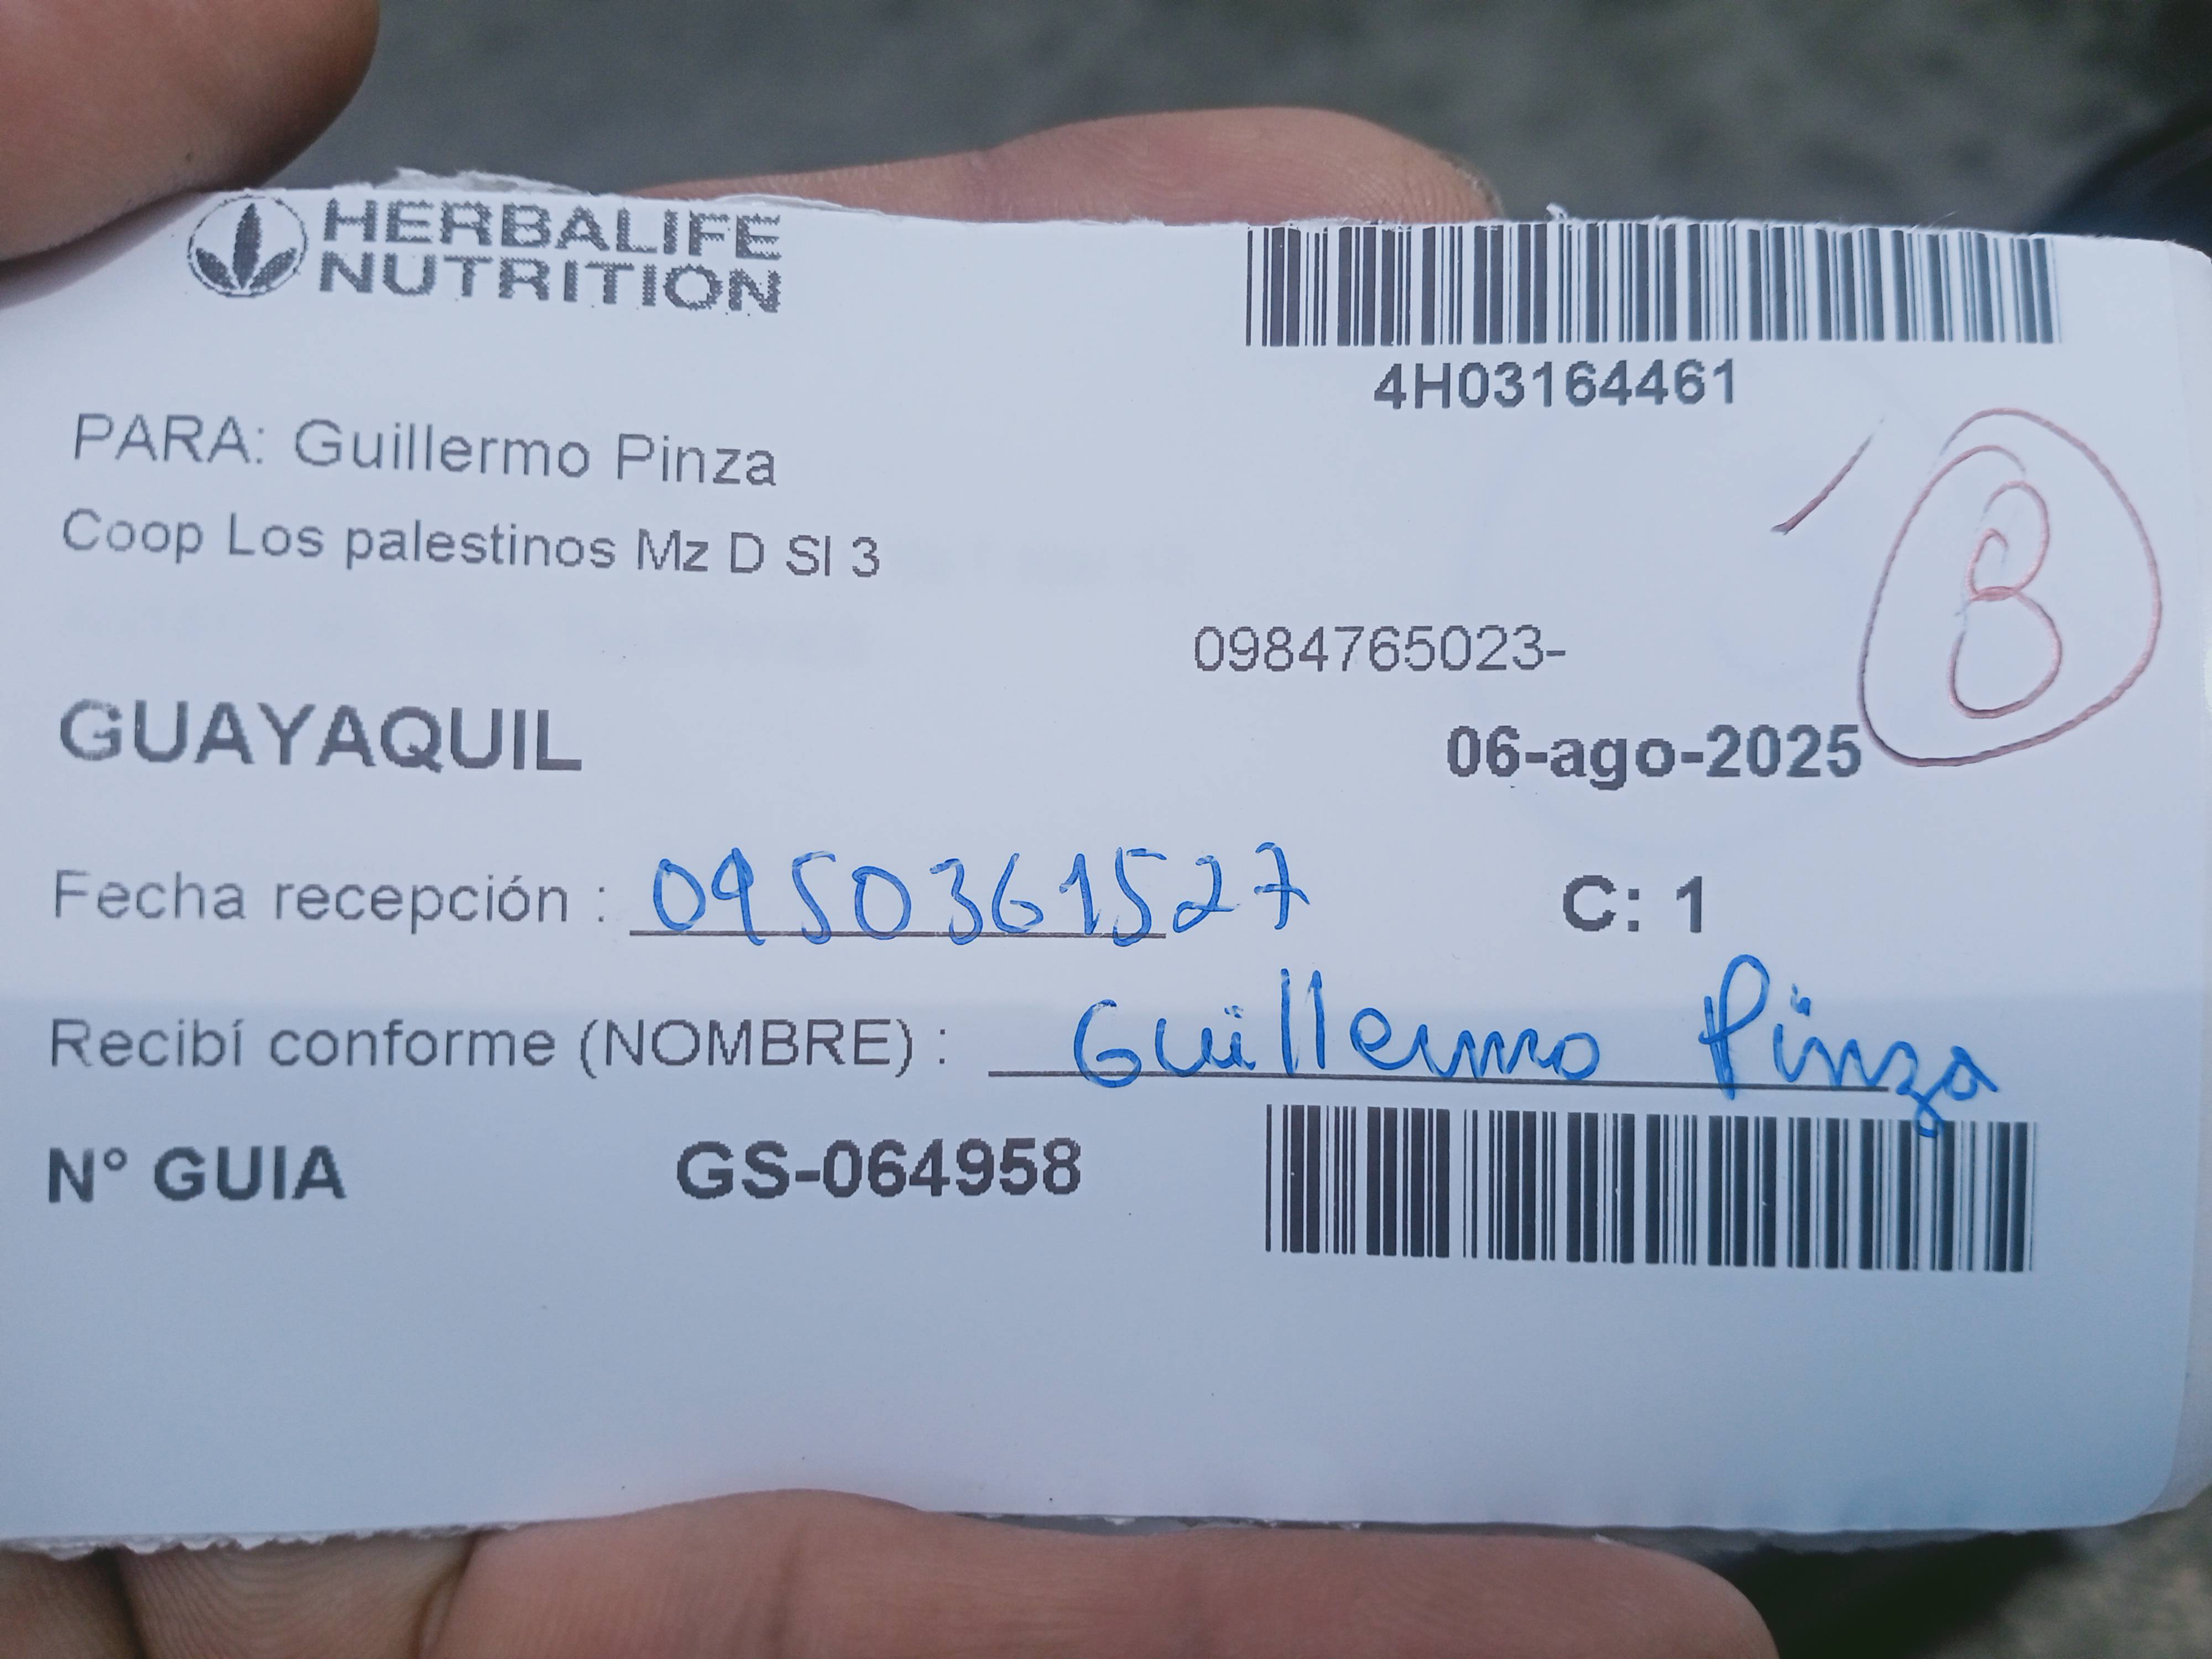 HERBALIFE
NUTRITION
4H03164461
PARA: Guillermo Pinza
Coop Los palestinos Mz D Sl 3
B
0984765023-
GUAYAQUIL
06-ago-2025
Fecha recepción : 0950361527
C: 1
Recibí conforme (NOMBRE) : Guillermo Pinza
N° GUIA GS-064958